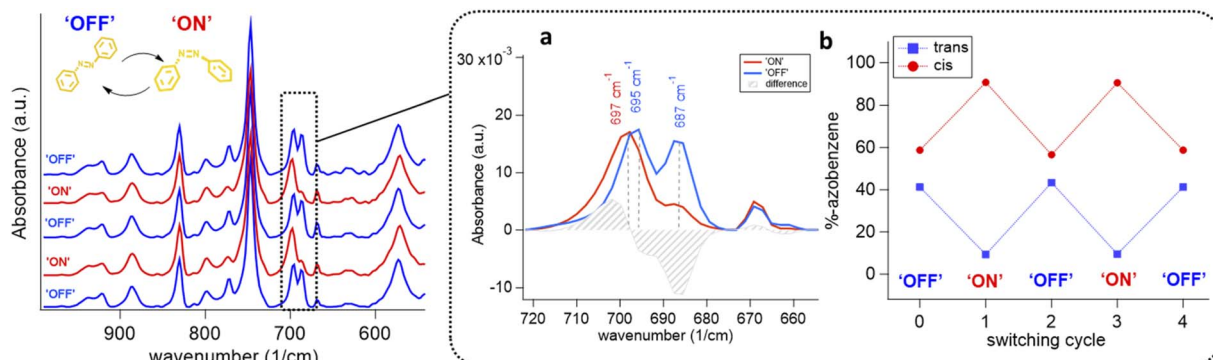 'OFF' 'ON'
N=N
N=N
Absorbance (a.u.)
'OFF'
'ON'
'OFF'
'ON'
'OFF'
900 800 700 600
wavenumber (1/cm)
a
30 x10-3
20
10
0
-10
Absorbance (a.u.)
697 cm-1
695 cm-1
687 cm-1
'ON'
'OFF'
difference
720 710 700 690 680 670 660
wavenumber (1/cm)
b
trans
cis
100
80
60
40
20
0
%-azobenzene
'OFF' 'ON' 'OFF' 'ON' 'OFF'
0 1 2 3 4
switching cycle